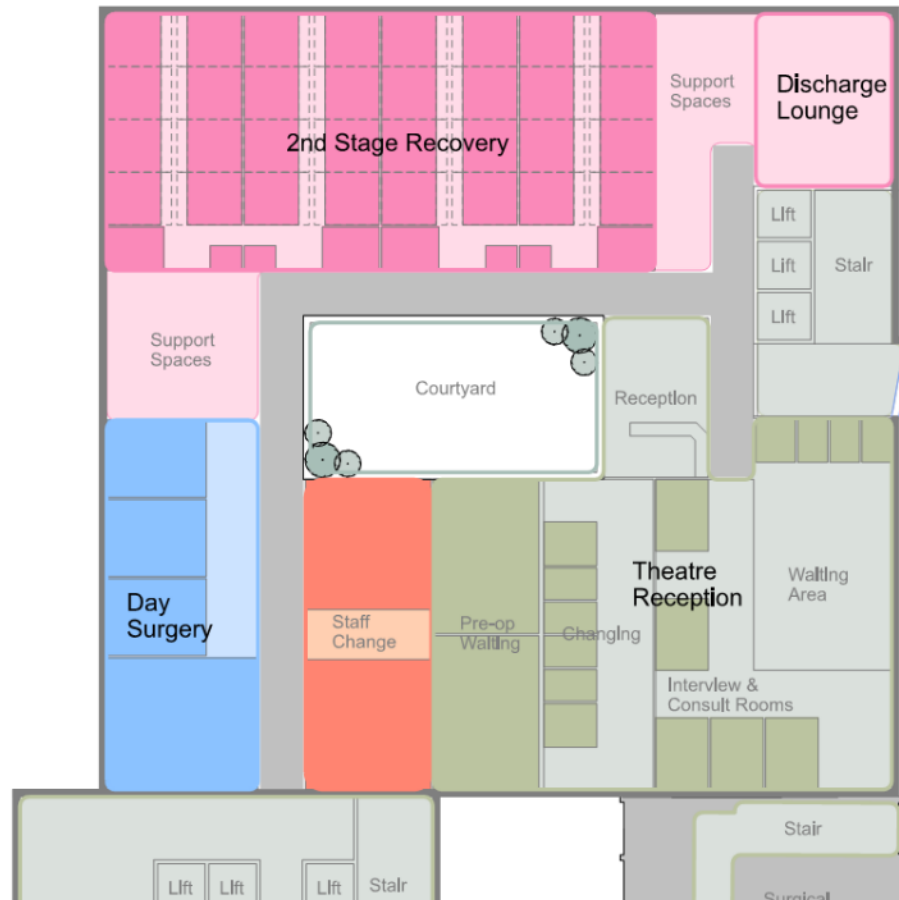 Support
Spaces
Discharge
Lounge
2nd Stage Recovery
Lift
Lift
Stair
Lift
Support
Spaces
Courtyard
Reception
Theatre
Reception
Waiting
Area
Day
Surgery
Staff
Change
Pre-op
Waiting
Changing
Interview &
Consult Rooms
Stair
Lift
Lift
Lift
Stair
Surgical